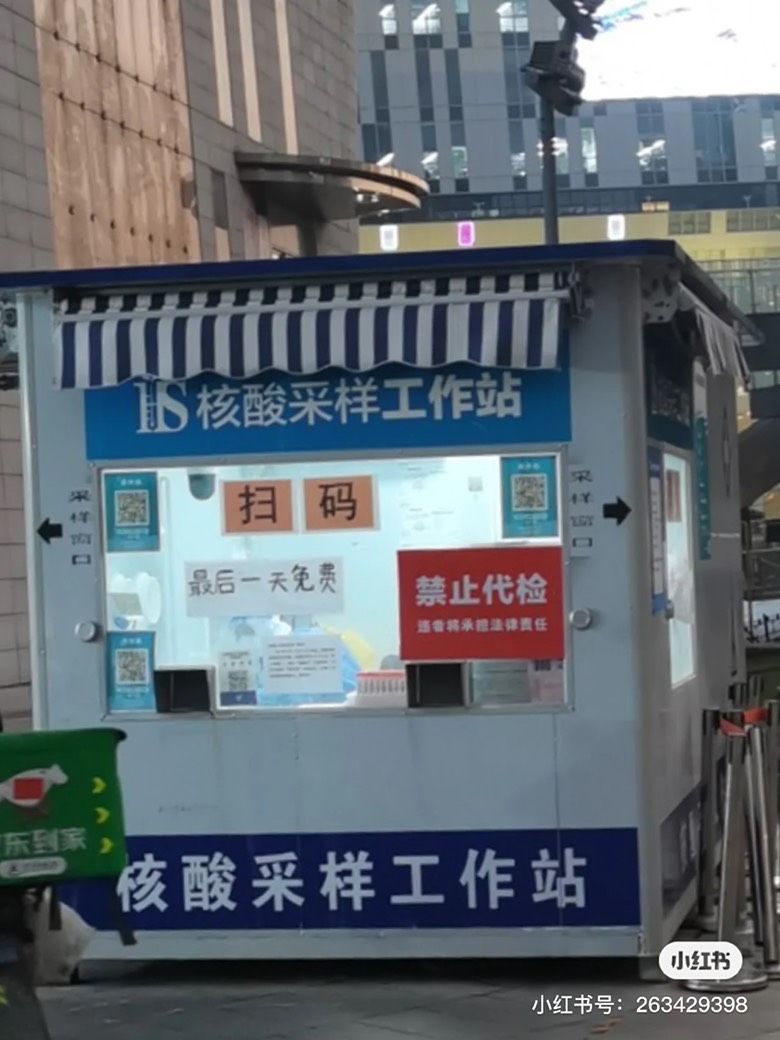 核酸采样工作站
采样窗口
扫码
采样窗口
最后一天免费
禁止代检
违者将承担法律责任
东到家
核酸采样工作站
小红书
小红书号：263429398